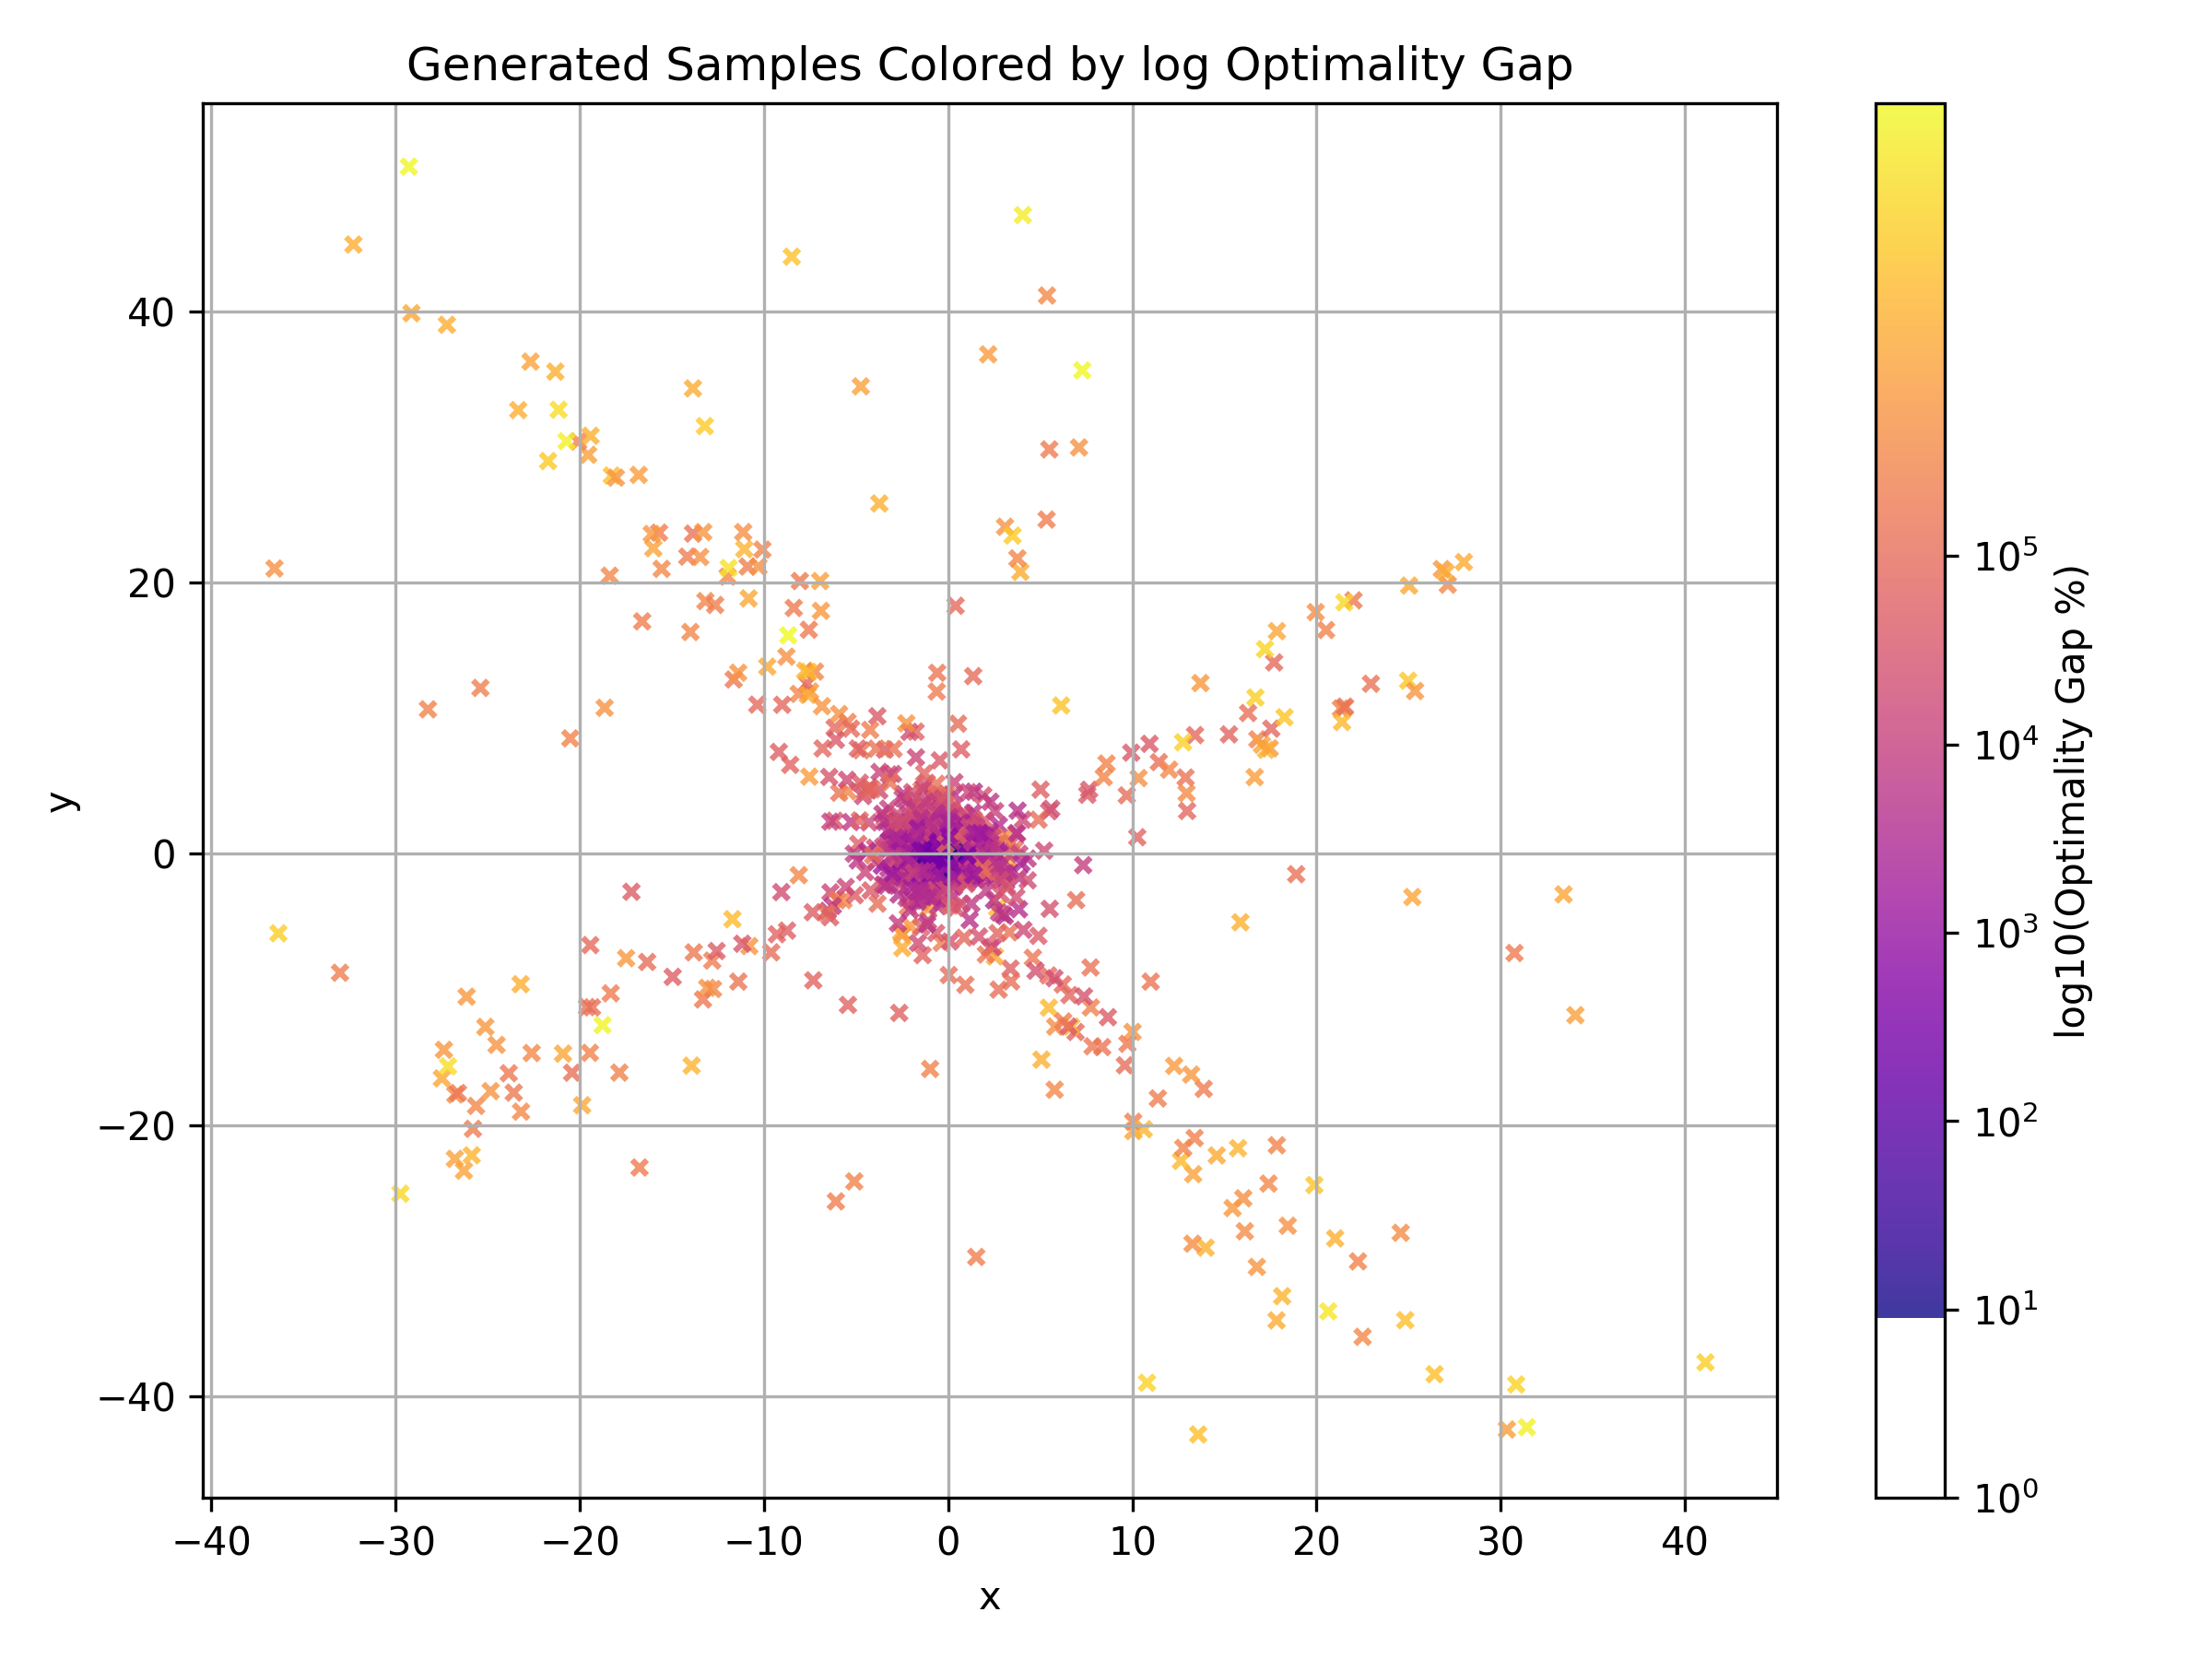 Generated Samples Colored by log Optimality Gap
y
40
20
0
−20
−40
−40 −30 −20 −10 0 10 20 30 40
x
10^5
10^4
10^3
10^2
10^1
10^0
log10(Optimality Gap %)